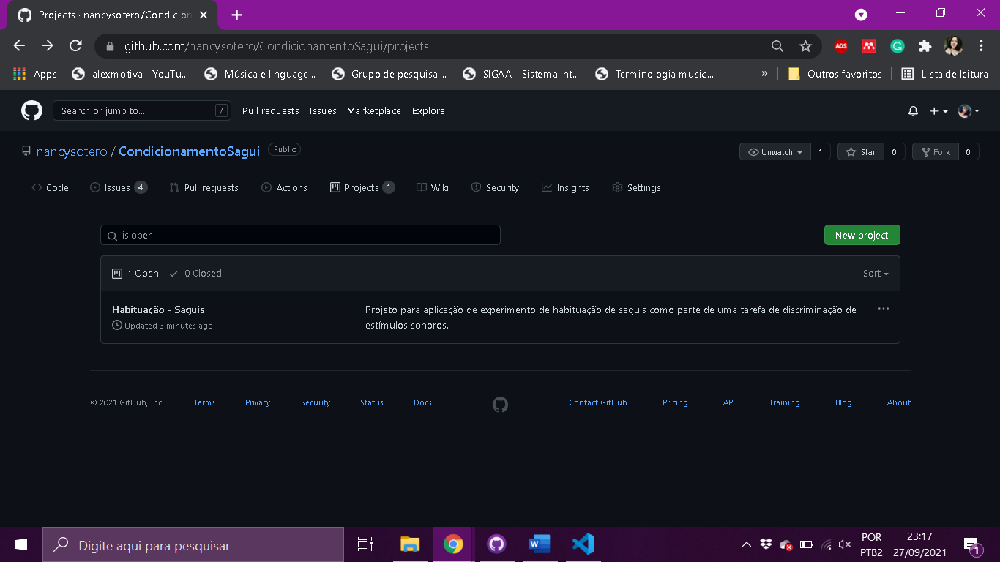 Projects · nancysotero/Condicion
github.com/nancysotero/CondicionamentoSagui/projects
ADS
Apps
alexmotiva - YouTu...
Música e linguage...
Grupo de pesquisa:...
SIGAA - Sistema Int...
Terminologia music...
»
Outros favoritos
Lista de leitura
Search or jump to...
/
Pull requests
Issues
Marketplace
Explore
nancysotero / CondicionamentoSagui
Public
Unwatch
1
Star
0
Fork
0
Code
Issues 4
Pull requests
Actions
Projects 1
Wiki
Security
Insights
Settings
is:open
New project
1 Open
0 Closed
Sort
Habituação - Saguis
Updated 3 minutes ago
Projeto para aplicação de experimento de habituação de saguis como parte de uma tarefa de discriminação de
estímulos sonoros.
© 2021 GitHub, Inc.
Terms
Privacy
Security
Status
Docs
Contact GitHub
Pricing
API
Training
Blog
About
Digite aqui para pesquisar
POR
PTB2
23:17
27/09/2021
1